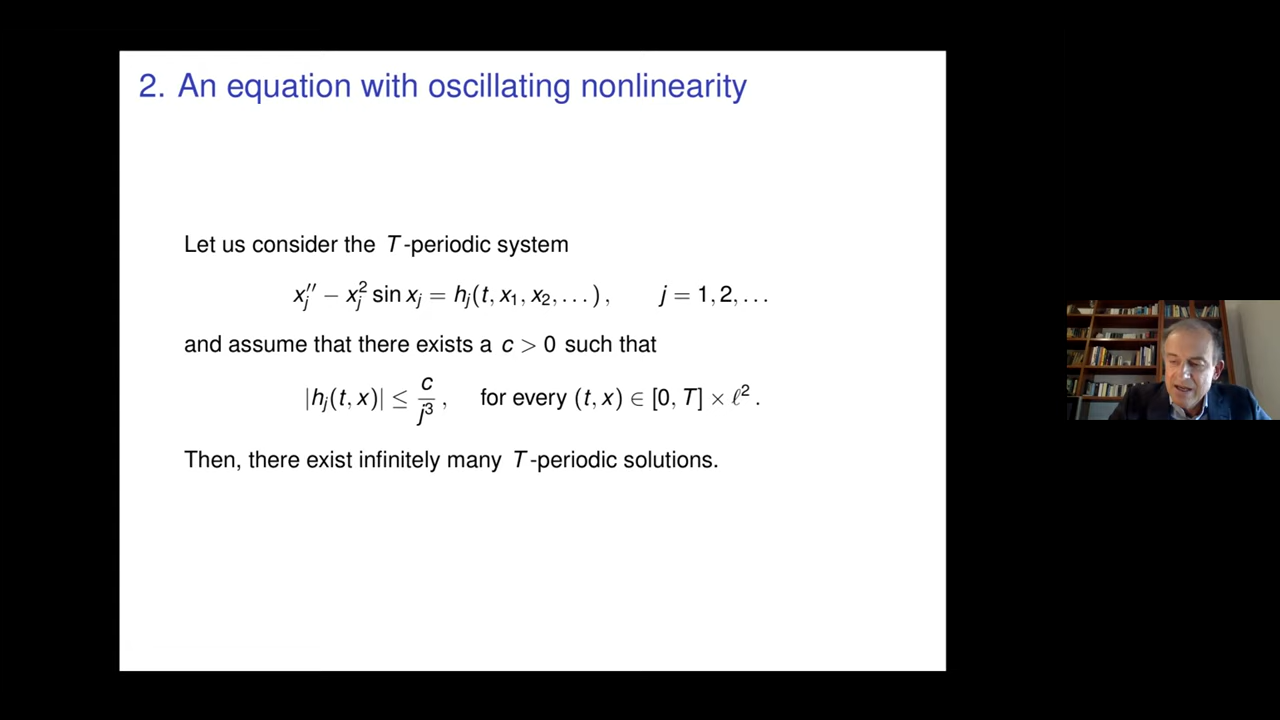 2. An equation with oscillating nonlinearity
Let us consider the T-periodic system
x_j'' − x_j^2 sin x_j = h_j(t, x_1, x_2, . . . ) ,    j = 1, 2, . . .
and assume that there exists a c > 0 such that
|h_j(t, x)| ≤ c/j^3 ,    for every (t, x) ∈ [0, T] × ℓ^2 .
Then, there exist infinitely many T-periodic solutions.